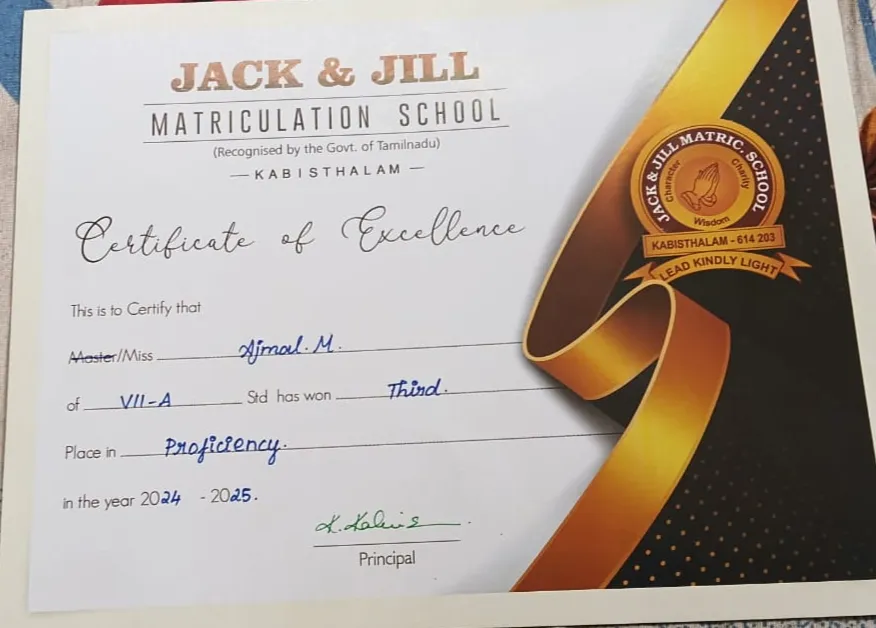 JACK & JILL
MATRICULATION SCHOOL
(Recognised by the Govt. of Tamilnadu)
— KABISTHALAM —
Certificate of Excellence
This is to Certify that
Master/Miss Ajmal. M.
of VII-A Std has won Third.
Place in Proficiency.
in the year 2024 - 2025.
Principal
JACK & JILL MATRIC. SCHOOL
Character
Charity
Wisdom
KABISTHALAM - 614 203
LEAD KINDLY LIGHT